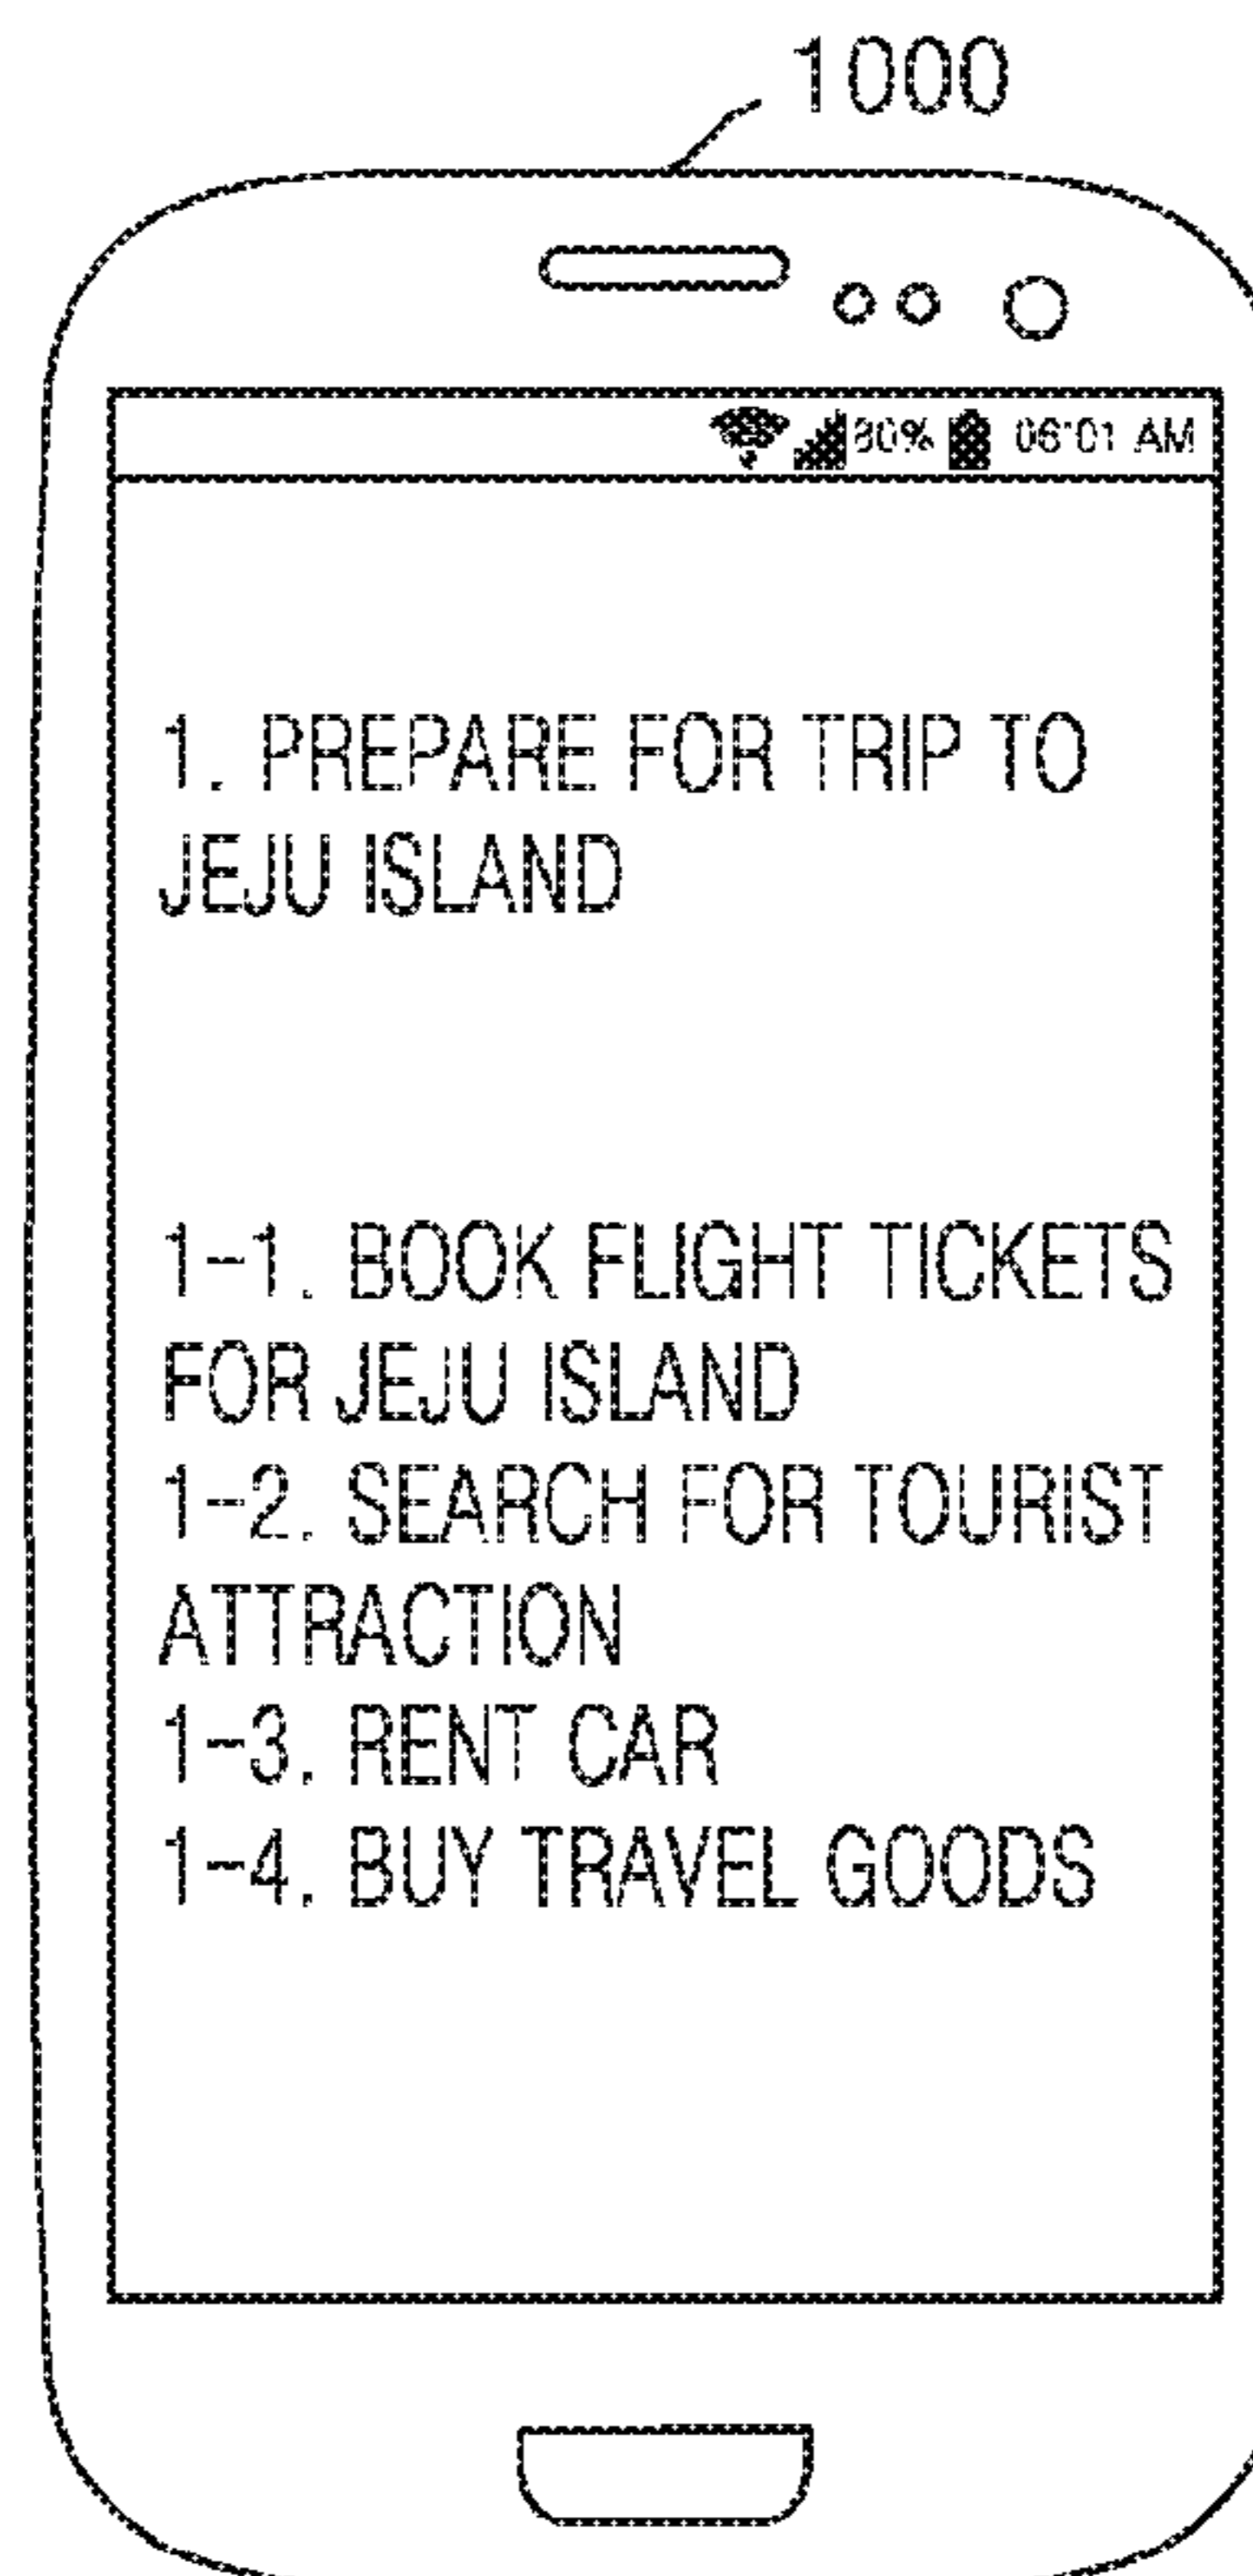 1000
80% 06:01 AM
1. PREPARE FOR TRIP TO
JEJU ISLAND
1-1. BOOK FLIGHT TICKETS
FOR JEJU ISLAND
1-2. SEARCH FOR TOURIST
ATTRACTION
1-3. RENT CAR
1-4. BUY TRAVEL GOODS